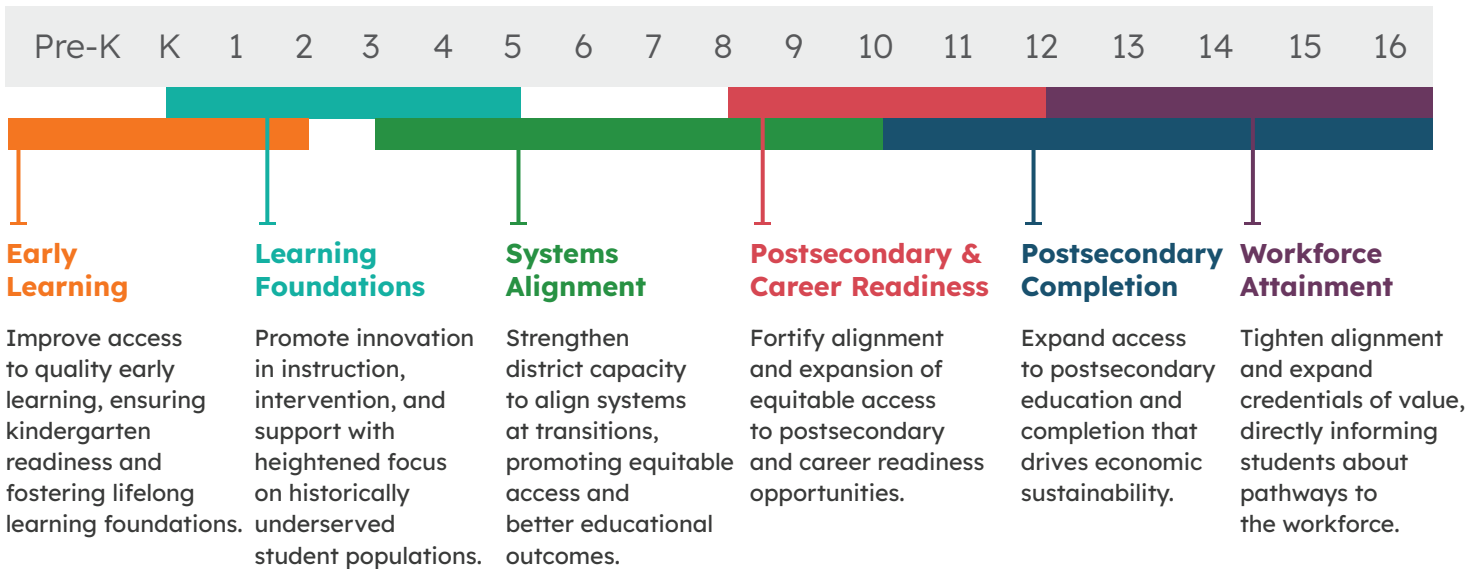 Pre-K K 1 2 3 4 5 6 7 8 9 10 11 12 13 14 15 16
Early
Learning
Improve access
to quality early
learning, ensuring
kindergarten
readiness and
fostering lifelong
learning foundations.
Learning
Foundations
Promote innovation
in instruction,
intervention, and
support with
heightened focus
on historically
underserved
student populations.
Systems
Alignment
Strengthen
district capacity
to align systems
at transitions,
promoting equitable
access and
better educational
outcomes.
Postsecondary &
Career Readiness
Fortify alignment
and expansion of
equitable access
to postsecondary
and career readiness
opportunities.
Postsecondary
Completion
Expand access
to postsecondary
education and
completion that
drives economic
sustainability.
Workforce
Attainment
Tighten alignment
and expand
credentials of value,
directly informing
students about
pathways to
the workforce.